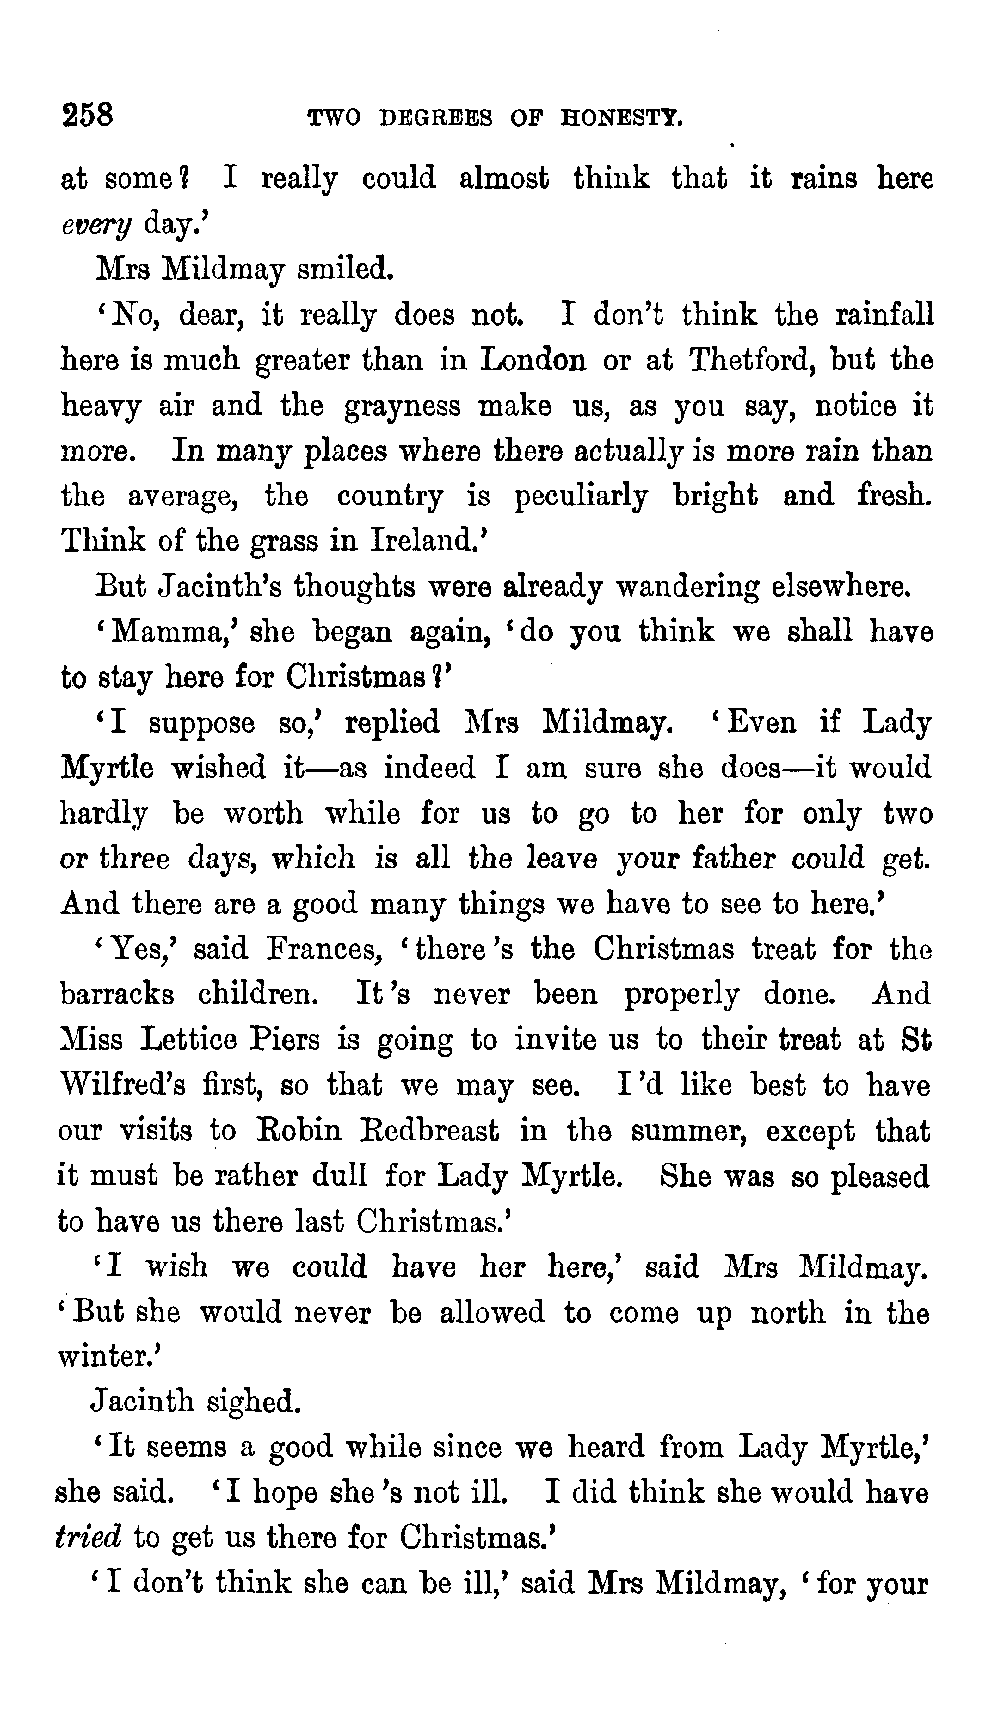 258 TWO DEGREES OF HONESTY.
at some? I really could almost think that it rains here
every day.'
Mrs Mildmay smiled.
'No, dear, it really does not. I don't think the rainfall
here is much greater than in London or at Thetford, but the
heavy air and the grayness make us, as you say, notice it
more. In many places where there actually is more rain than
the average, the country is peculiarly bright and fresh.
Think of the grass in Ireland.'
But Jacinth's thoughts were already wandering elsewhere.
'Mamma,' she began again, 'do you think we shall have
to stay here for Christmas?'
'I suppose so,' replied Mrs Mildmay. 'Even if Lady
Myrtle wished it—as indeed I am sure she does—it would
hardly be worth while for us to go to her for only two
or three days, which is all the leave your father could get.
And there are a good many things we have to see to here.'
'Yes,' said Frances, 'there's the Christmas treat for the
barracks children. It's never been properly done. And
Miss Lettice Piers is going to invite us to their treat at St
Wilfred's first, so that we may see. I'd like best to have
our visits to Robin Redbreast in the summer, except that
it must be rather dull for Lady Myrtle. She was so pleased
to have us there last Christmas.'
'I wish we could have her here,' said Mrs Mildmay.
'But she would never be allowed to come up north in the
winter.'
Jacinth sighed.
'It seems a good while since we heard from Lady Myrtle,'
she said. 'I hope she's not ill. I did think she would have
tried to get us there for Christmas.'
'I don't think she can be ill,' said Mrs Mildmay, 'for your